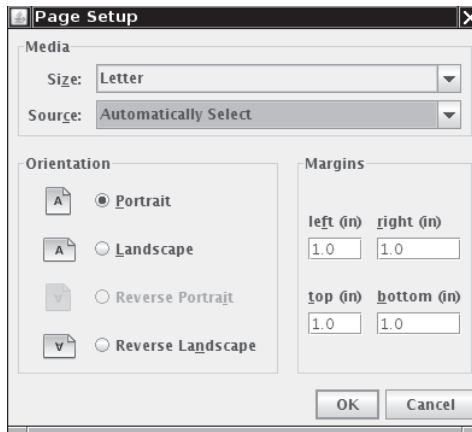 Page Setup
Media
Size: Letter
Source: Automatically Select
Orientation
A Portrait
A Landscape
A Reverse Portrait
A Reverse Landscape
Margins
left (in) right (in)
1.0 1.0
top (in) bottom (in)
1.0 1.0
OK Cancel